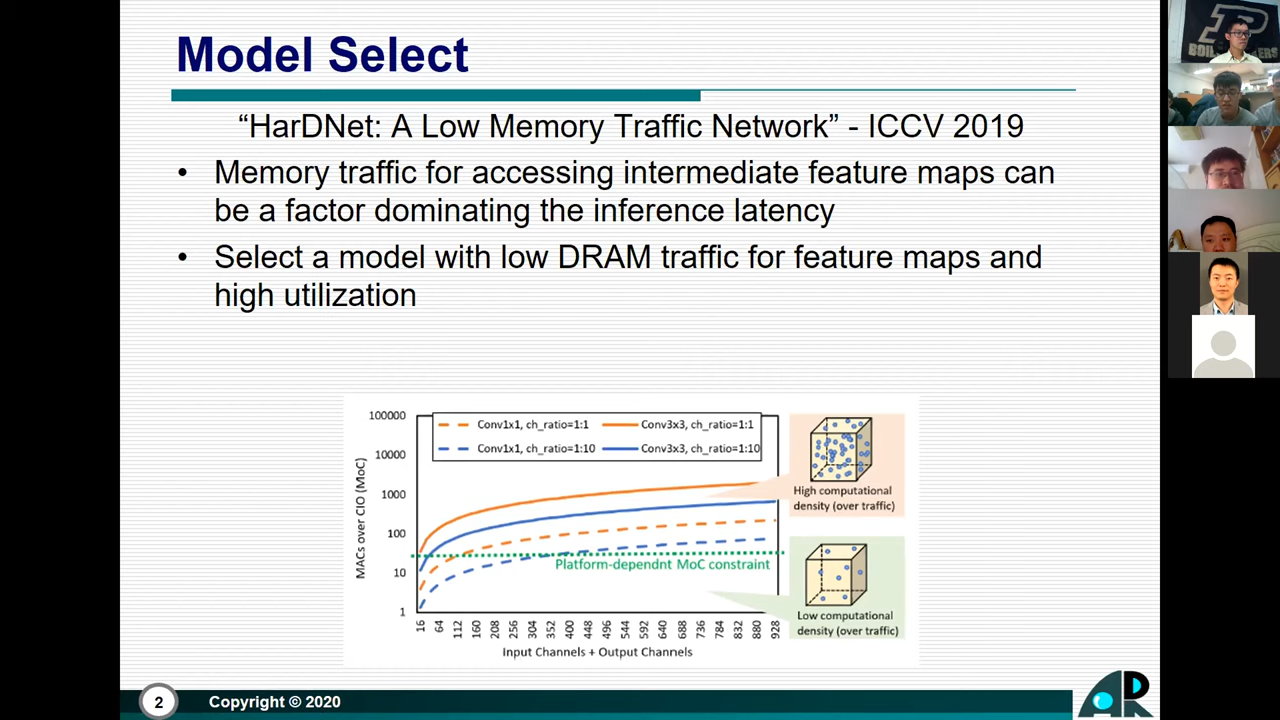 Model Select
“HarDNet: A Low Memory Traffic Network” - ICCV 2019
• Memory traffic for accessing intermediate feature maps can
be a factor dominating the inference latency
• Select a model with low DRAM traffic for feature maps and
high utilization
MACs over CIO (MoC)
100000
10000
1000
100
10
1
Conv1x1, ch_ratio=1:1
Conv3x3, ch_ratio=1:1
Conv1x1, ch_ratio=1:10
Conv3x3, ch_ratio=1:10
Platform-dependnt MoC constraint
High computational
density (over traffic)
Low computational
density (over traffic)
16 64 112 160 208 256 304 352 400 448 496 544 592 640 688 736 784 832 880 928
Input Channels + Output Channels
2
Copyright © 2020
P